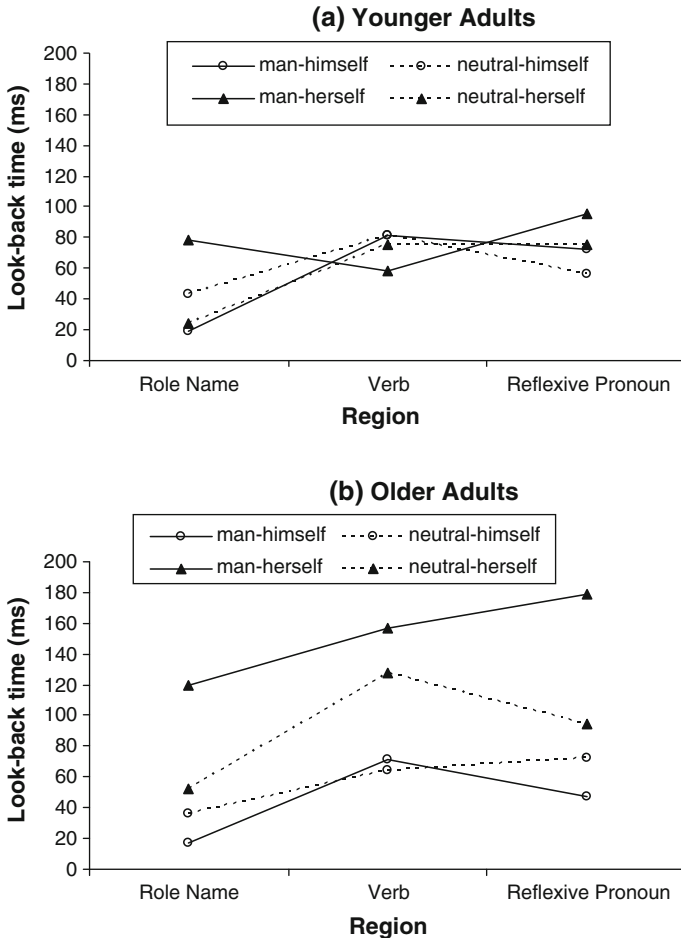 (a) Younger Adults
man-himself neutral-himself
man-herself neutral-herself
Look-back time (ms)
200
180
160
140
120
100
80
60
40
20
0
Role Name Verb Reflexive Pronoun
Region
(b) Older Adults
man-himself neutral-himself
man-herself neutral-herself
Look-back time (ms)
200
180
160
140
120
100
80
60
40
20
0
Role Name Verb Reflexive Pronoun
Region